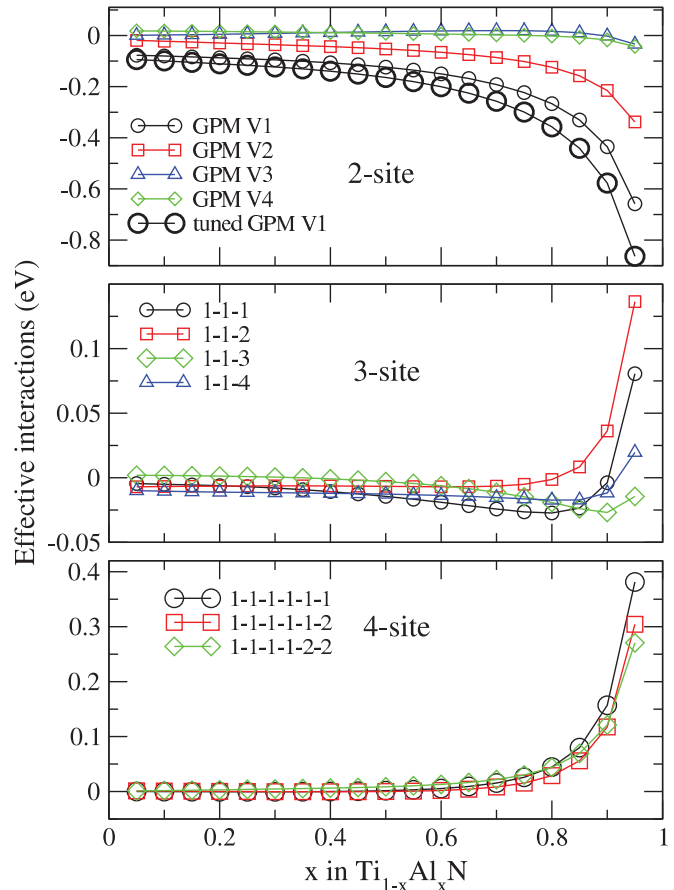 0
-0.2
-0.4
-0.6
-0.8
GPM V1
GPM V2
GPM V3
GPM V4
tuned GPM V1
2-site
Effective interactions (eV)
0.1
0.05
0
-0.05
1-1-1
1-1-2
1-1-3
1-1-4
3-site
0.4
0.3
0.2
0.1
0
1-1-1-1-1-1
1-1-1-1-1-2
1-1-1-1-2-2
4-site
0 0.2 0.4 0.6 0.8 1
x in Ti1-xAlxN